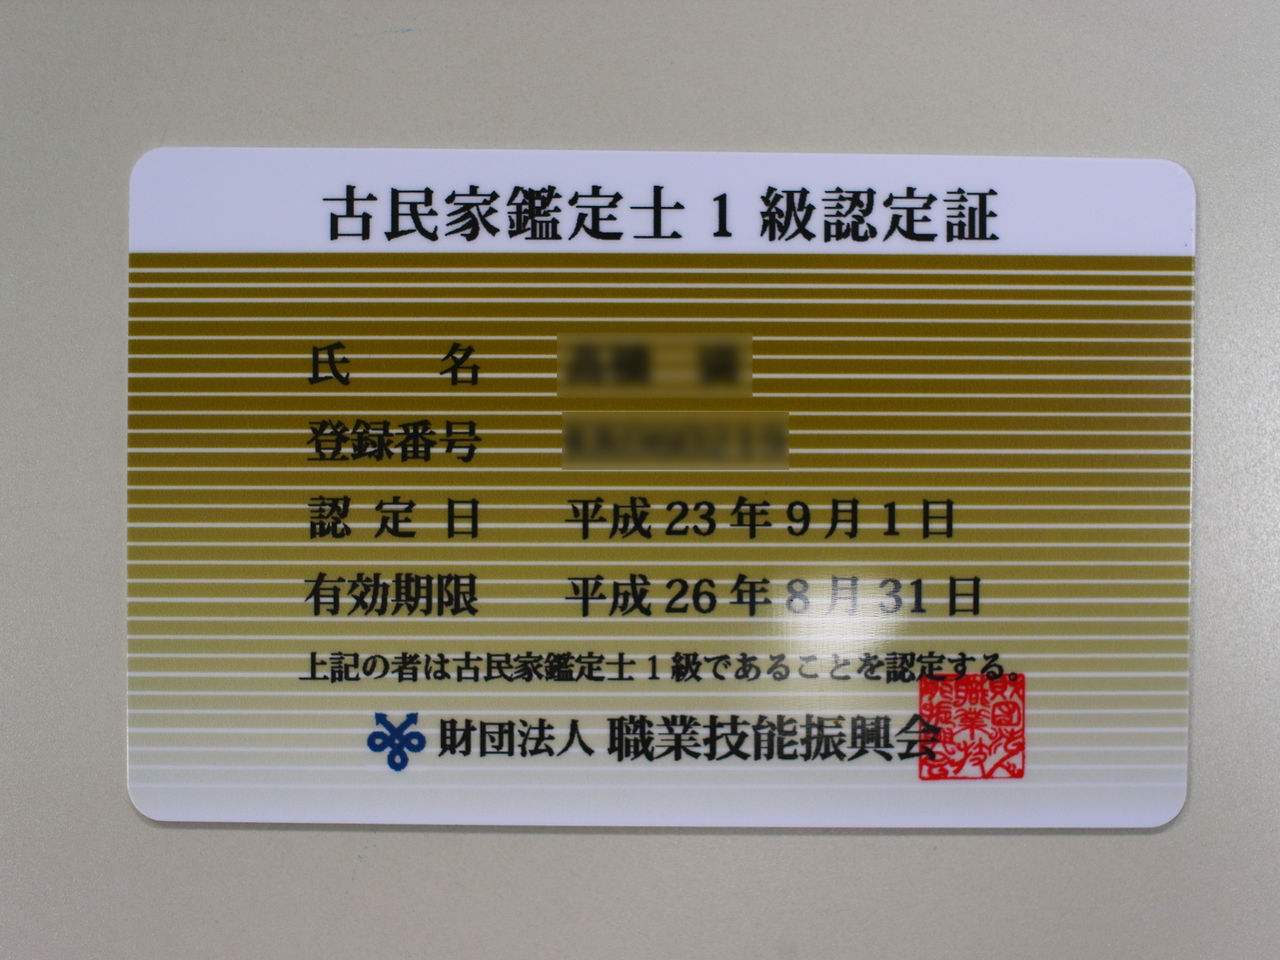 古民家鑑定士1級認定証
氏名
登録番号
認定日 平成23年9月1日
有効期限 平成26年8月31日
上記の者は古民家鑑定士1級であることを認定する。
財団法人 職業技能振興会